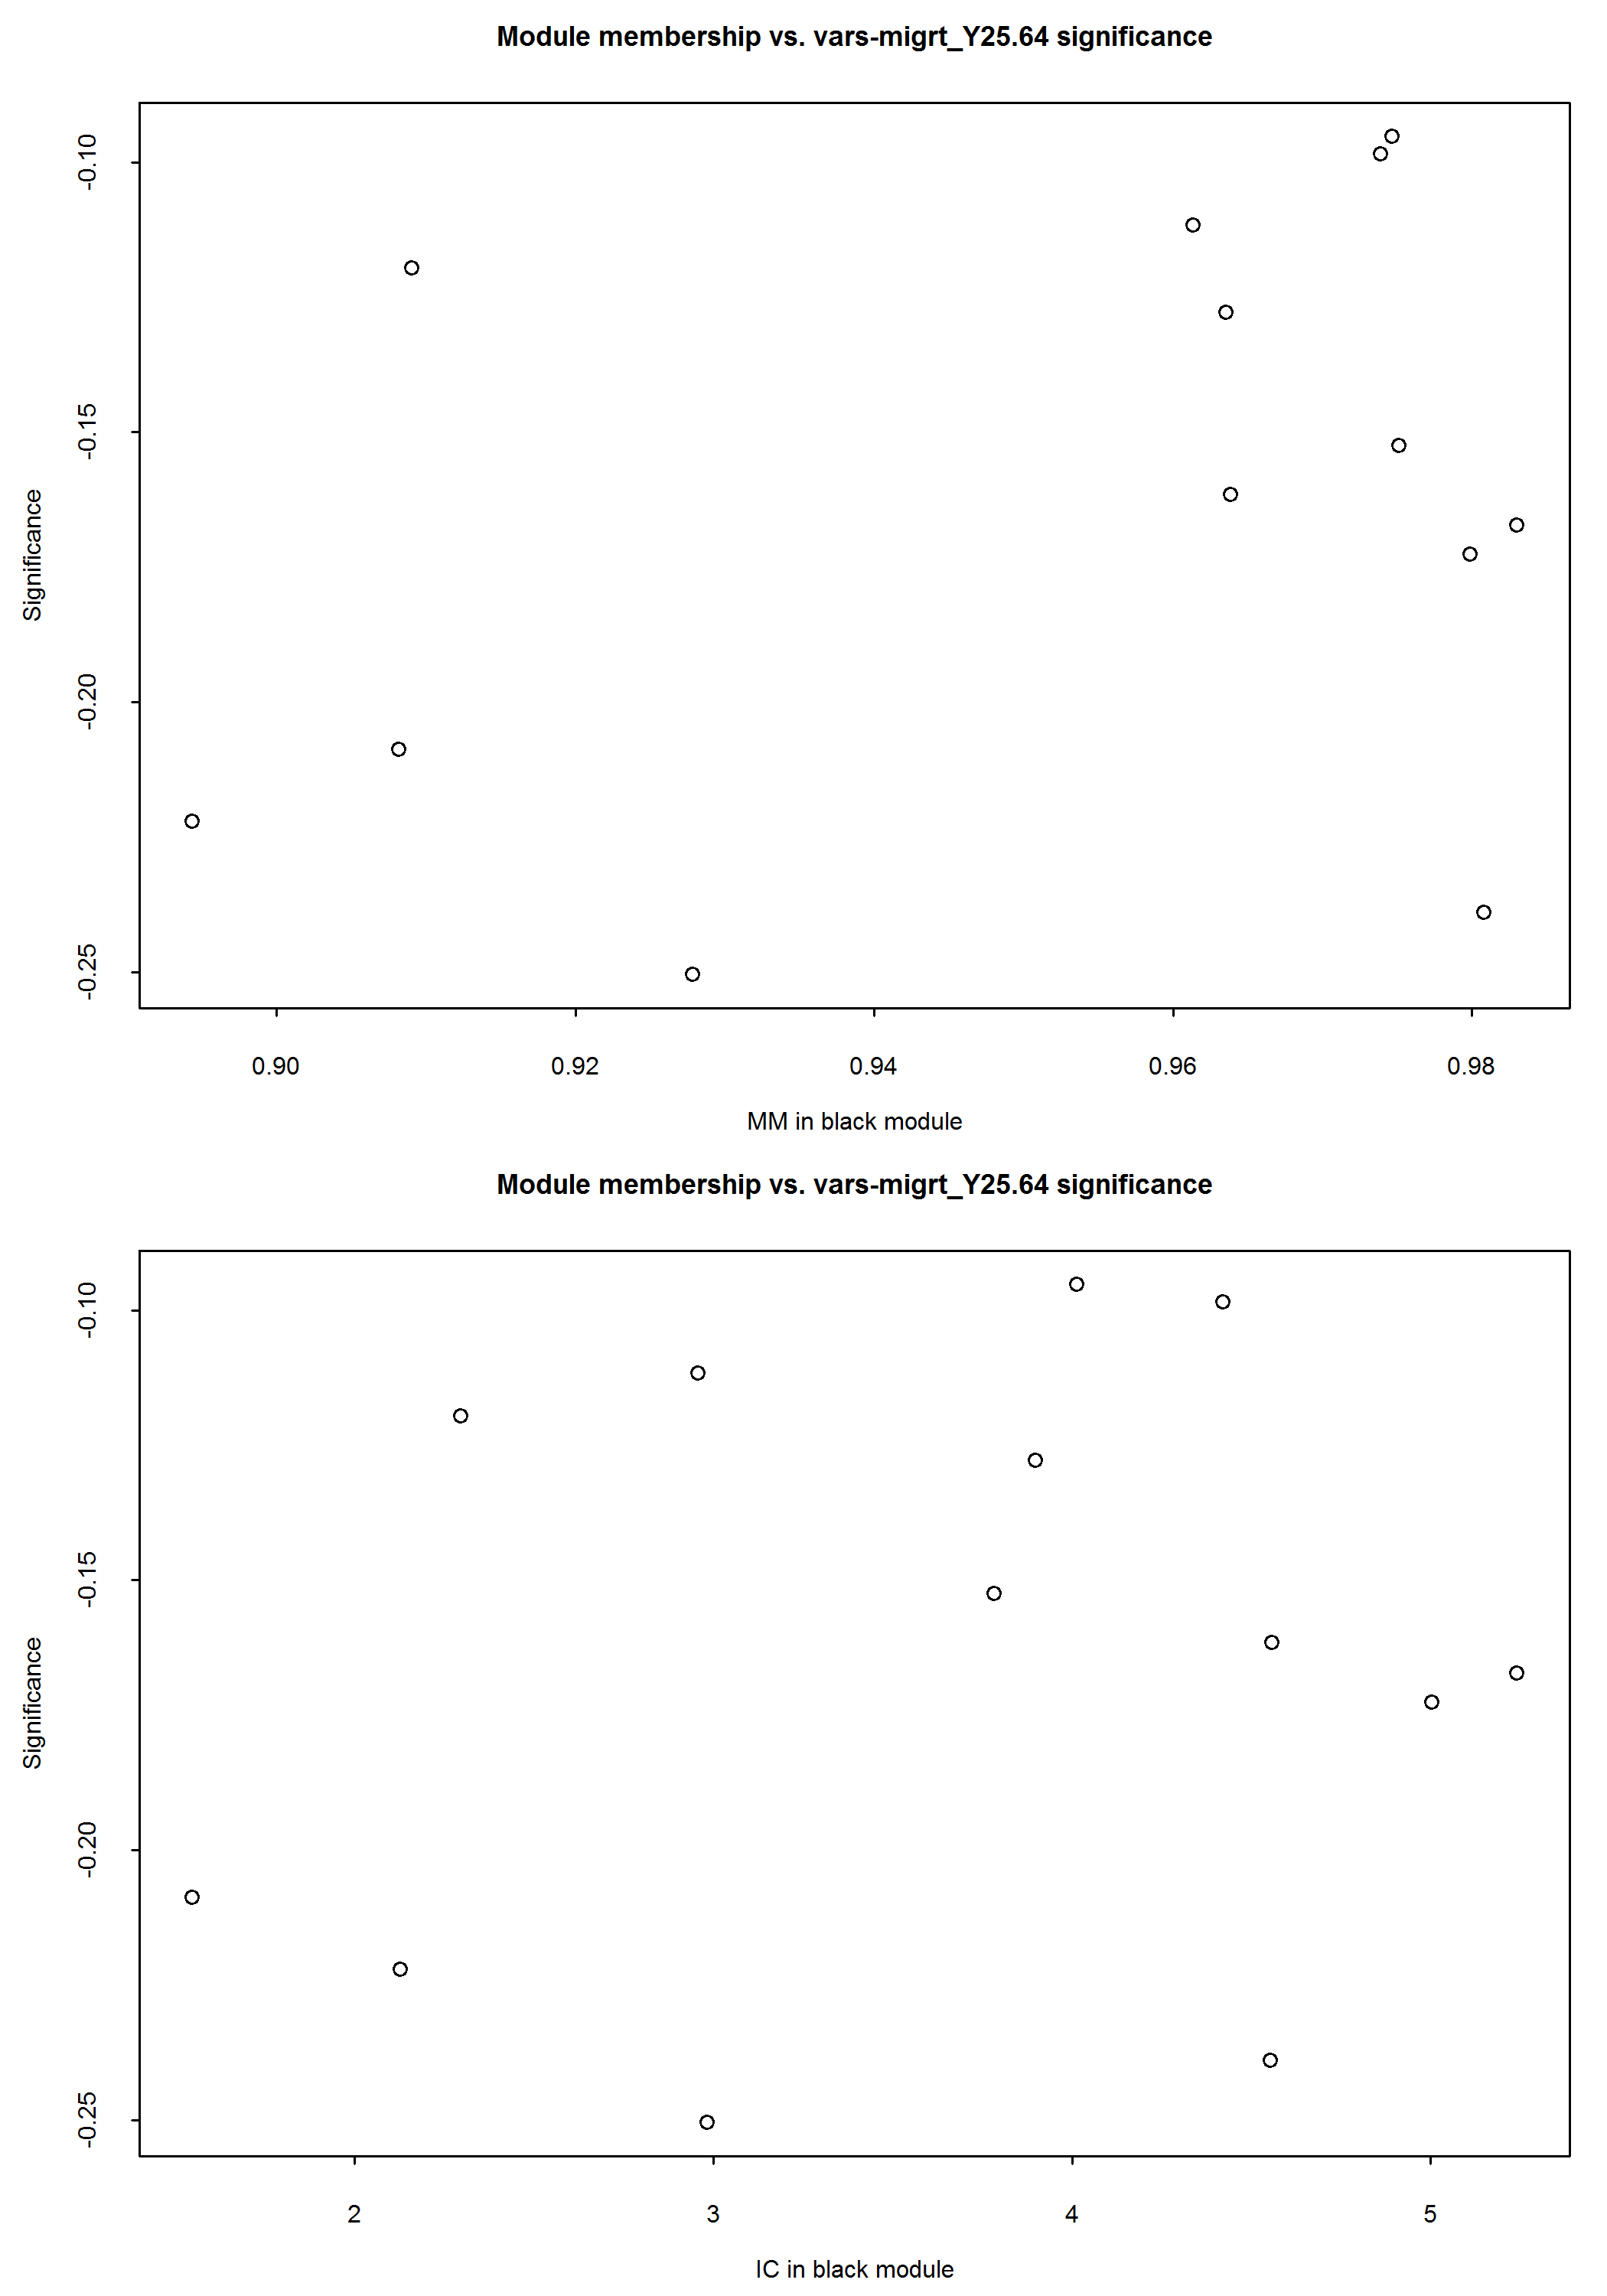 Module membership vs. vars-migrt_Y25.64 significance
-0.10
-0.15
-0.20
-0.25
Significance
0.90 0.92 0.94 0.96 0.98
MM in black module
Module membership vs. vars-migrt_Y25.64 significance
-0.10
-0.15
-0.20
-0.25
Significance
2 3 4 5
IC in black module